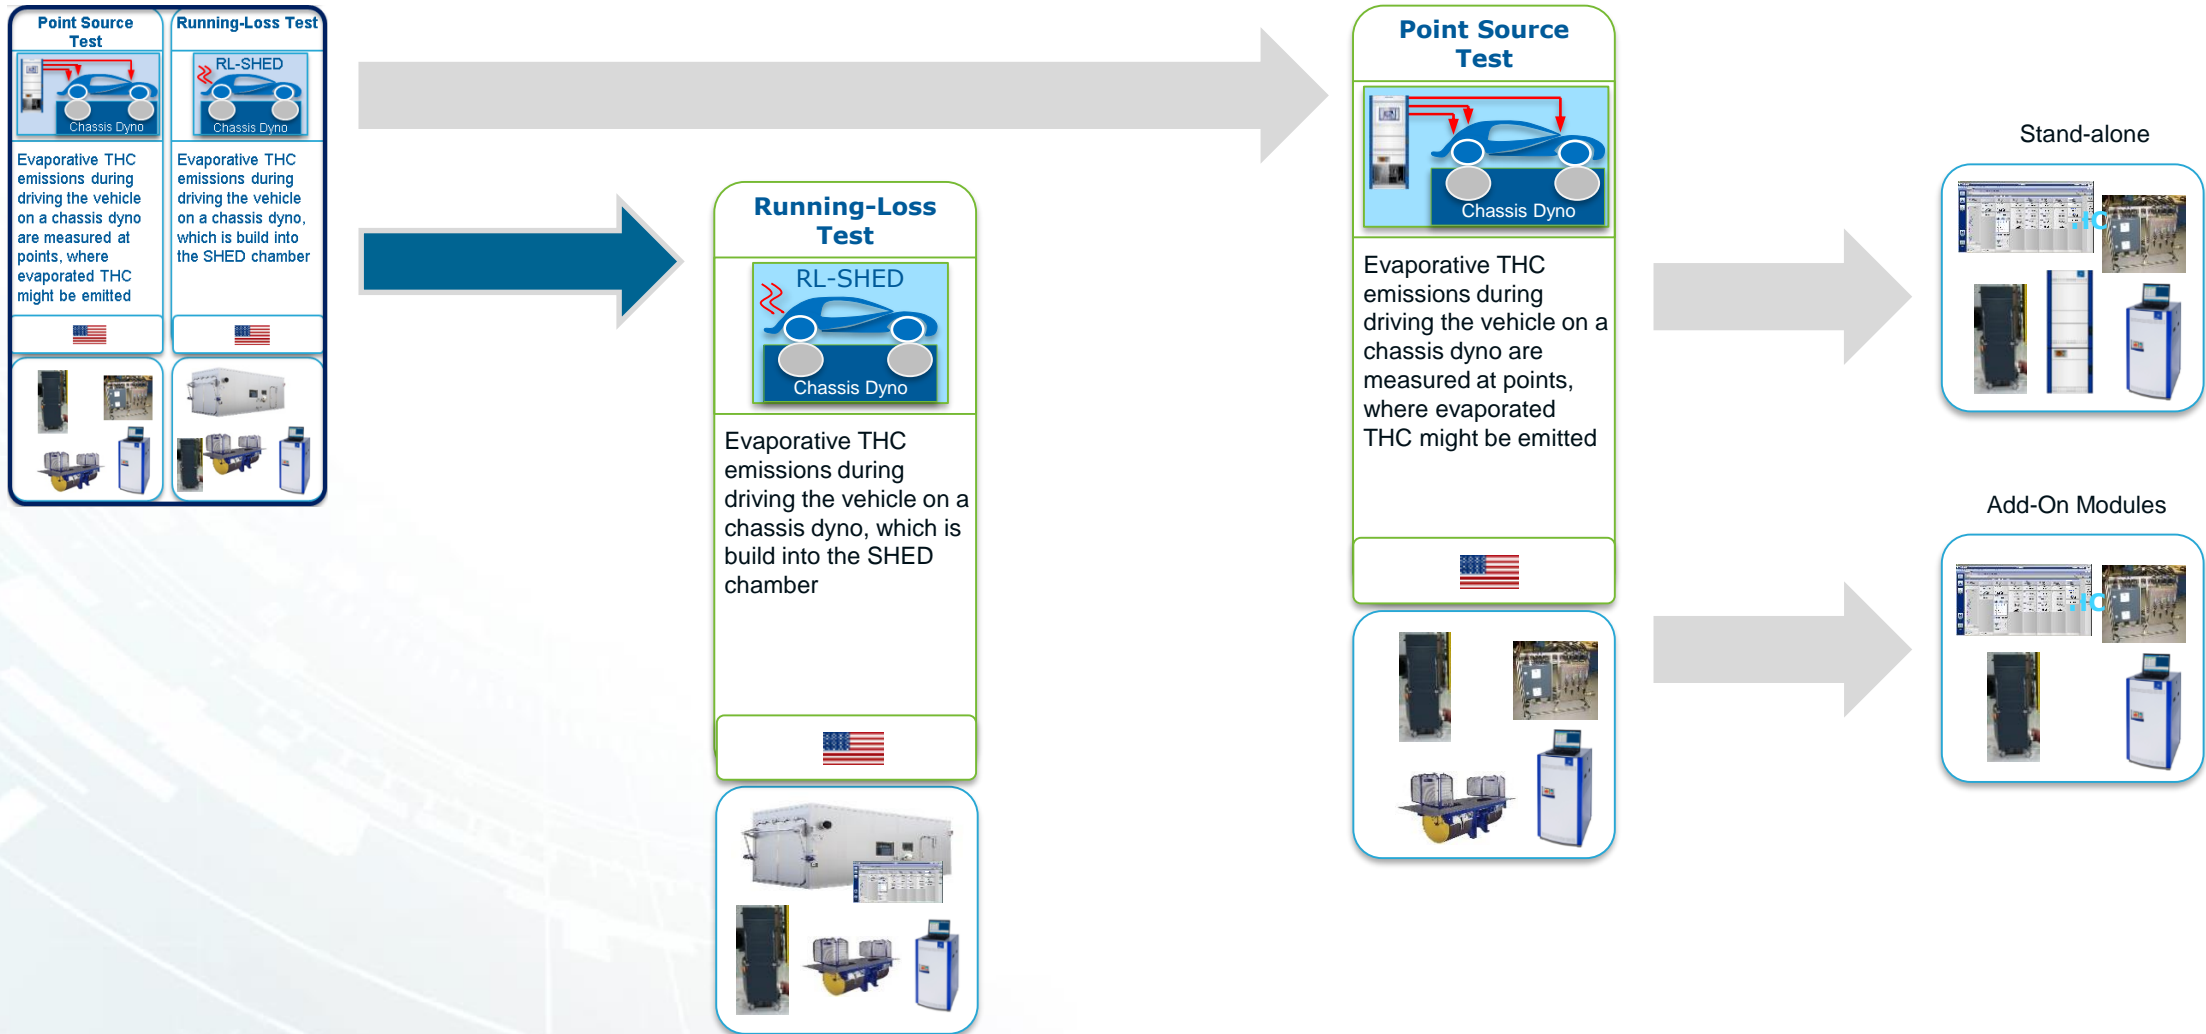 Point Source
Test
Chassis Dyno
Evaporative THC
emissions during
driving the vehicle
on a chassis dyno
are measured at
points, where
evaporated THC
might be emitted
Running-Loss Test
RL-SHED
Chassis Dyno
Evaporative THC
emissions during
driving the vehicle
on a chassis dyno,
which is build into
the SHED chamber
Running-Loss
Test
RL-SHED
Chassis Dyno
Evaporative THC
emissions during
driving the vehicle on a
chassis dyno, which is
build into the SHED
chamber
Point Source
Test
Chassis Dyno
Evaporative THC
emissions during
driving the vehicle on a
chassis dyno are
measured at points,
where evaporated
THC might be emitted
Stand-alone
Add-On Modules